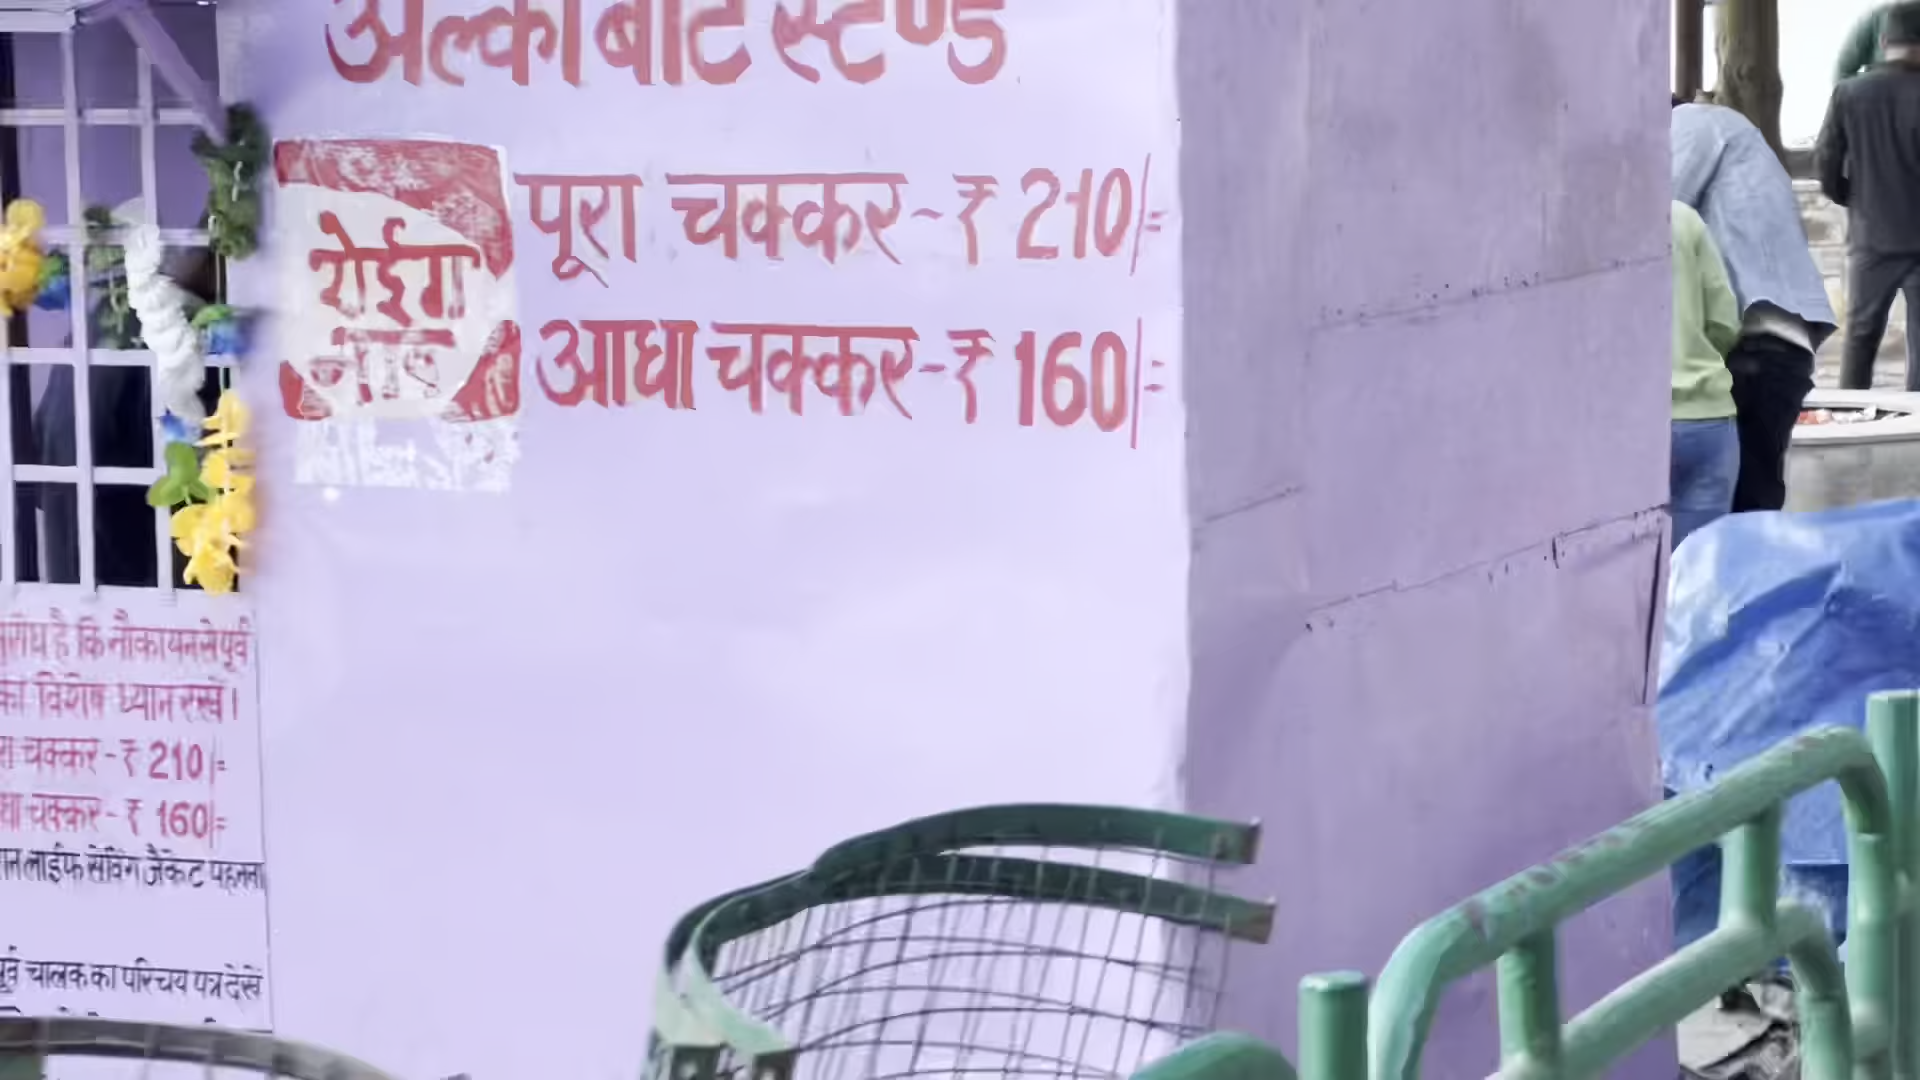 अल्का बोट स्टैण्ड
रोईंग
नाव
पूरा चक्कर - ₹ 210/=
आधा चक्कर - ₹ 160/=
है कि नौकायन से पूर्व
का विशेष ध्यान रखें।
चक्कर - ₹ 210/=
चक्कर - ₹ 160/=
लाईफ सेविंग जैकेट पहनना
चालक का परिचय पत्र देखें